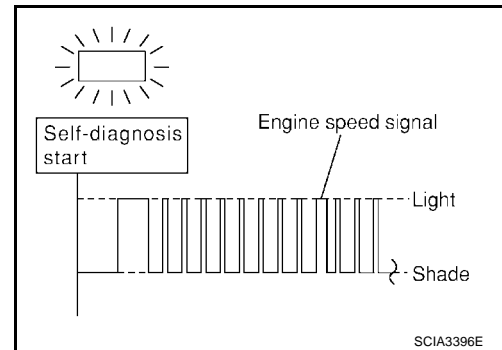 Self-diagnosis
start
Engine speed signal
Light
Shade
SCIA3396E